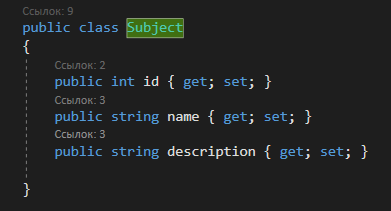 Ссылок: 9
public class Subject
{
Ссылок: 2
public int id { get; set; }
Ссылок: 3
public string name { get; set; }
Ссылок: 3
public string description { get; set; }
}